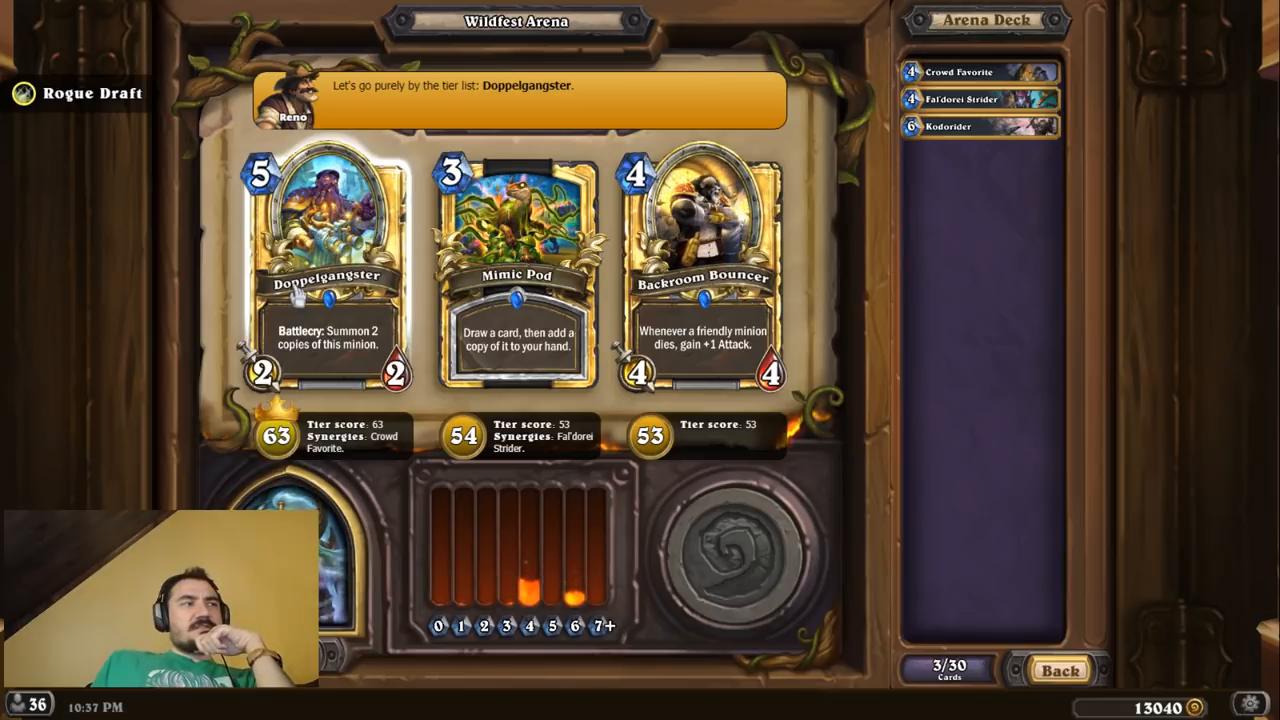 Wildfest Arena
Arena Deck
Rogue Draft
Let's go purely by the tier list: Doppelgangster.
Reno
4 Crowd Favorite
4 Fal'dorei Strider
6 Kodorider
5
Doppelgangster
Battlecry: Summon 2
copies of this minion.
2
2
3
Mimic Pod
Draw a card, then add a
copy of it to your hand.
4
Backroom Bouncer
Whenever a friendly minion
dies, gain +1 Attack.
4
4
63
Tier score: 63
Synergies: Crowd
Favorite.
54
Tier score: 53
Synergies: Fal'dorei
Strider.
53
Tier score: 53
0 1 2 3 4 5 6 7+
3/30
Cards
Back
36
10:37 PM
13040